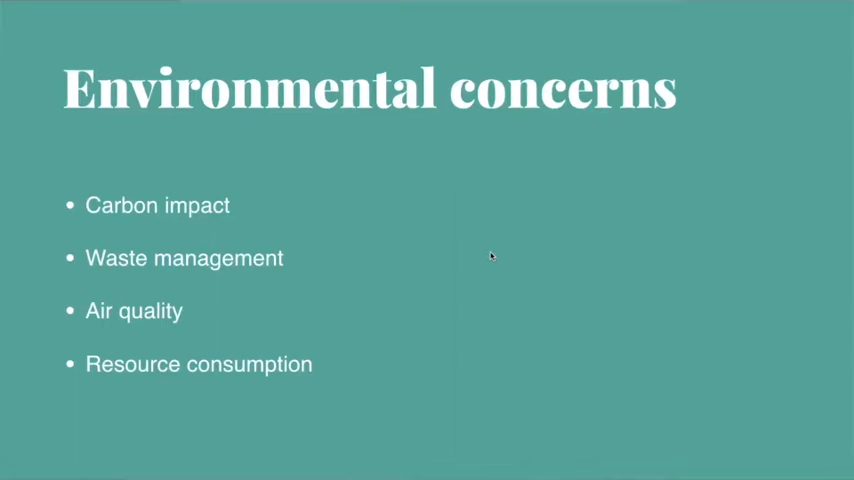 Environmental concerns
• Carbon impact
• Waste management
• Air quality
• Resource consumption